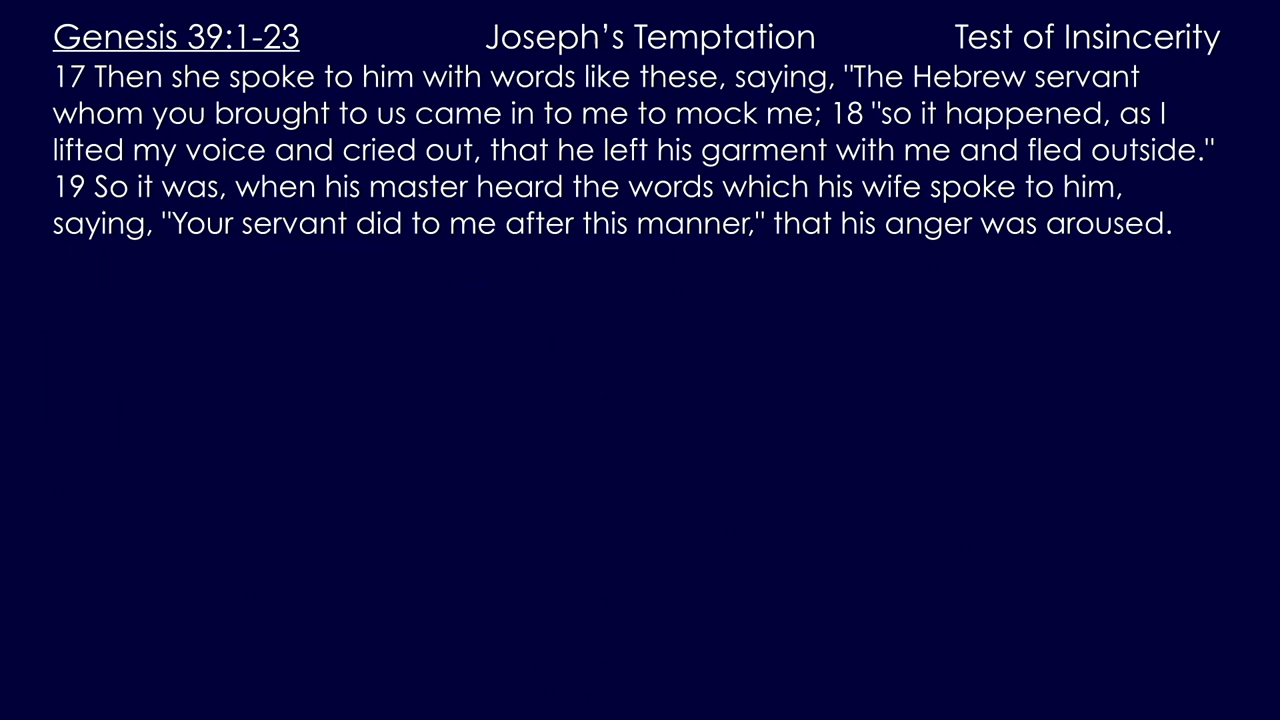 Genesis 39:1-23 Joseph’s Temptation Test of Insincerity
17 Then she spoke to him with words like these, saying, "The Hebrew servant
whom you brought to us came in to me to mock me; 18 "so it happened, as I
lifted my voice and cried out, that he left his garment with me and fled outside."
19 So it was, when his master heard the words which his wife spoke to him,
saying, "Your servant did to me after this manner," that his anger was aroused.